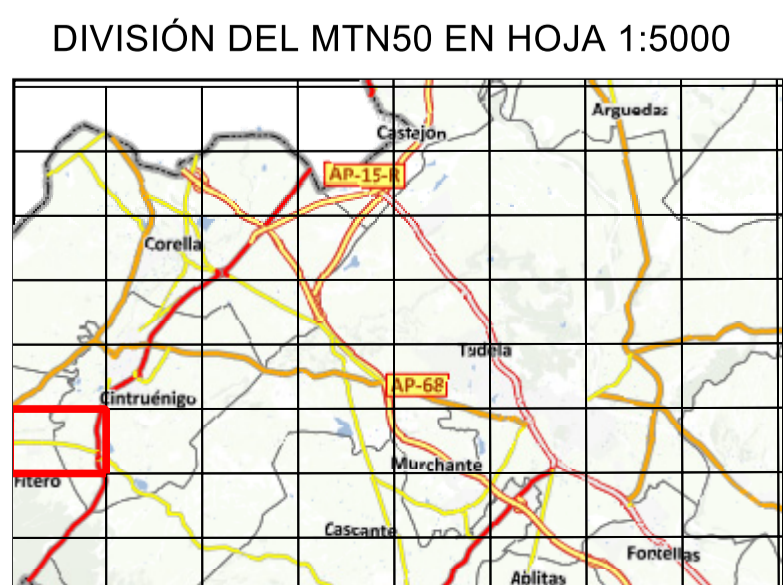 DIVISIÓN DEL MTN50 EN HOJA 1:5000
Arguedas
Castejon
AP-15-R
Corella
Tudela
AP-68
Cintruénigo
Murchante
Fitero
Cascante
Fontellas
Ablitas